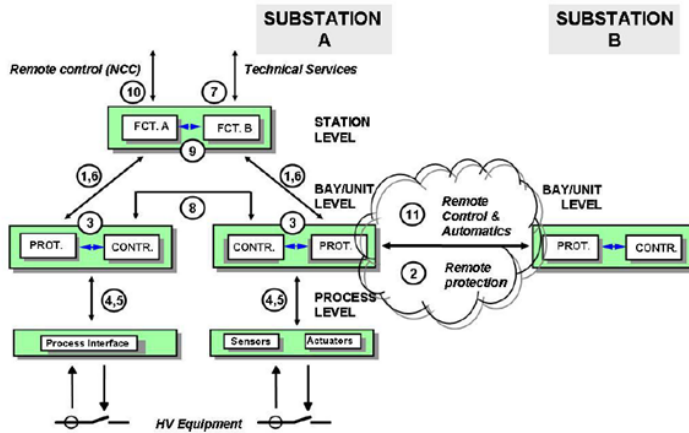 SUBSTATION
A
SUBSTATION
B
Remote control (NCC)
Technical Services
10
7
FCT. A
FCT. B
STATION
LEVEL
9
1,6
1,6
BAY/UNIT
LEVEL
BAY/UNIT
LEVEL
8
3
3
11
Remote
Control &
Automatics
PROT.
CONTR.
CONTR.
PROT.
PROT.
CONTR.
2
Remote
protection
4,5
4,5
PROCESS
LEVEL
Process Interface
Sensors
Actuaters
HV Equipment